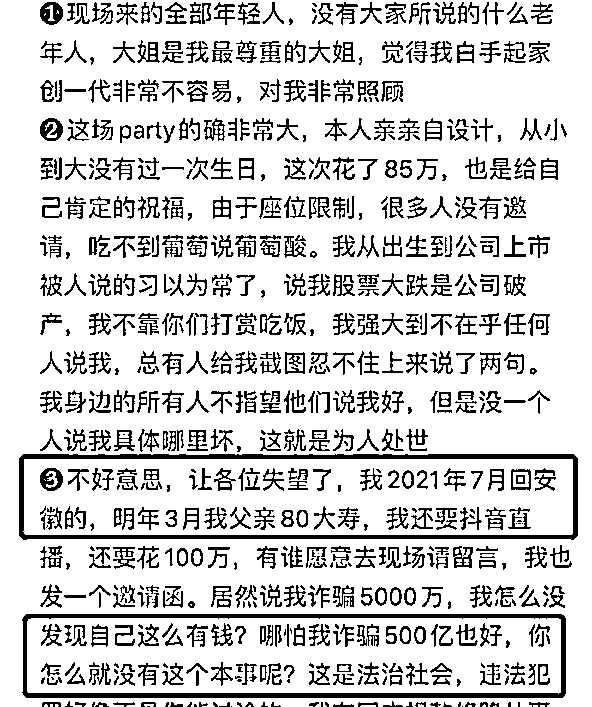 ❶现场来的全部年轻人，没有大家所说的什么老
年人，大姐是我最尊重的大姐，觉得我白手起家
创一代非常不容易，对我非常照顾
❷这场party的确非常大，本人亲亲自设计，从小
到大没有过一次生日，这次花了85万，也是给自
己肯定的祝福，由于座位限制，很多人没有邀
请，吃不到葡萄说葡萄酸。我从出生到公司上市
被人说的习以为常了，说我股票大跌是公司破
产，我不靠你们打赏吃饭，我强大到不在乎任何
人说我，总有人给我截图忍不住上来说了两句。
我身边的所有人不指望他们说我好，但是没一个
人说我具体哪里坏，这就是为人处世
❸不好意思，让各位失望了，我2021年7月回安
徽的，明年3月我父亲80大寿，我还要抖音直
播，还要花100万，有谁愿意去现场请留言，我也
发一个邀请函。居然说我诈骗5000万，我怎么没
发现自己这么有钱？哪怕我诈骗500亿也好，你
怎么就没有这个本事呢？这是法治社会，违法犯